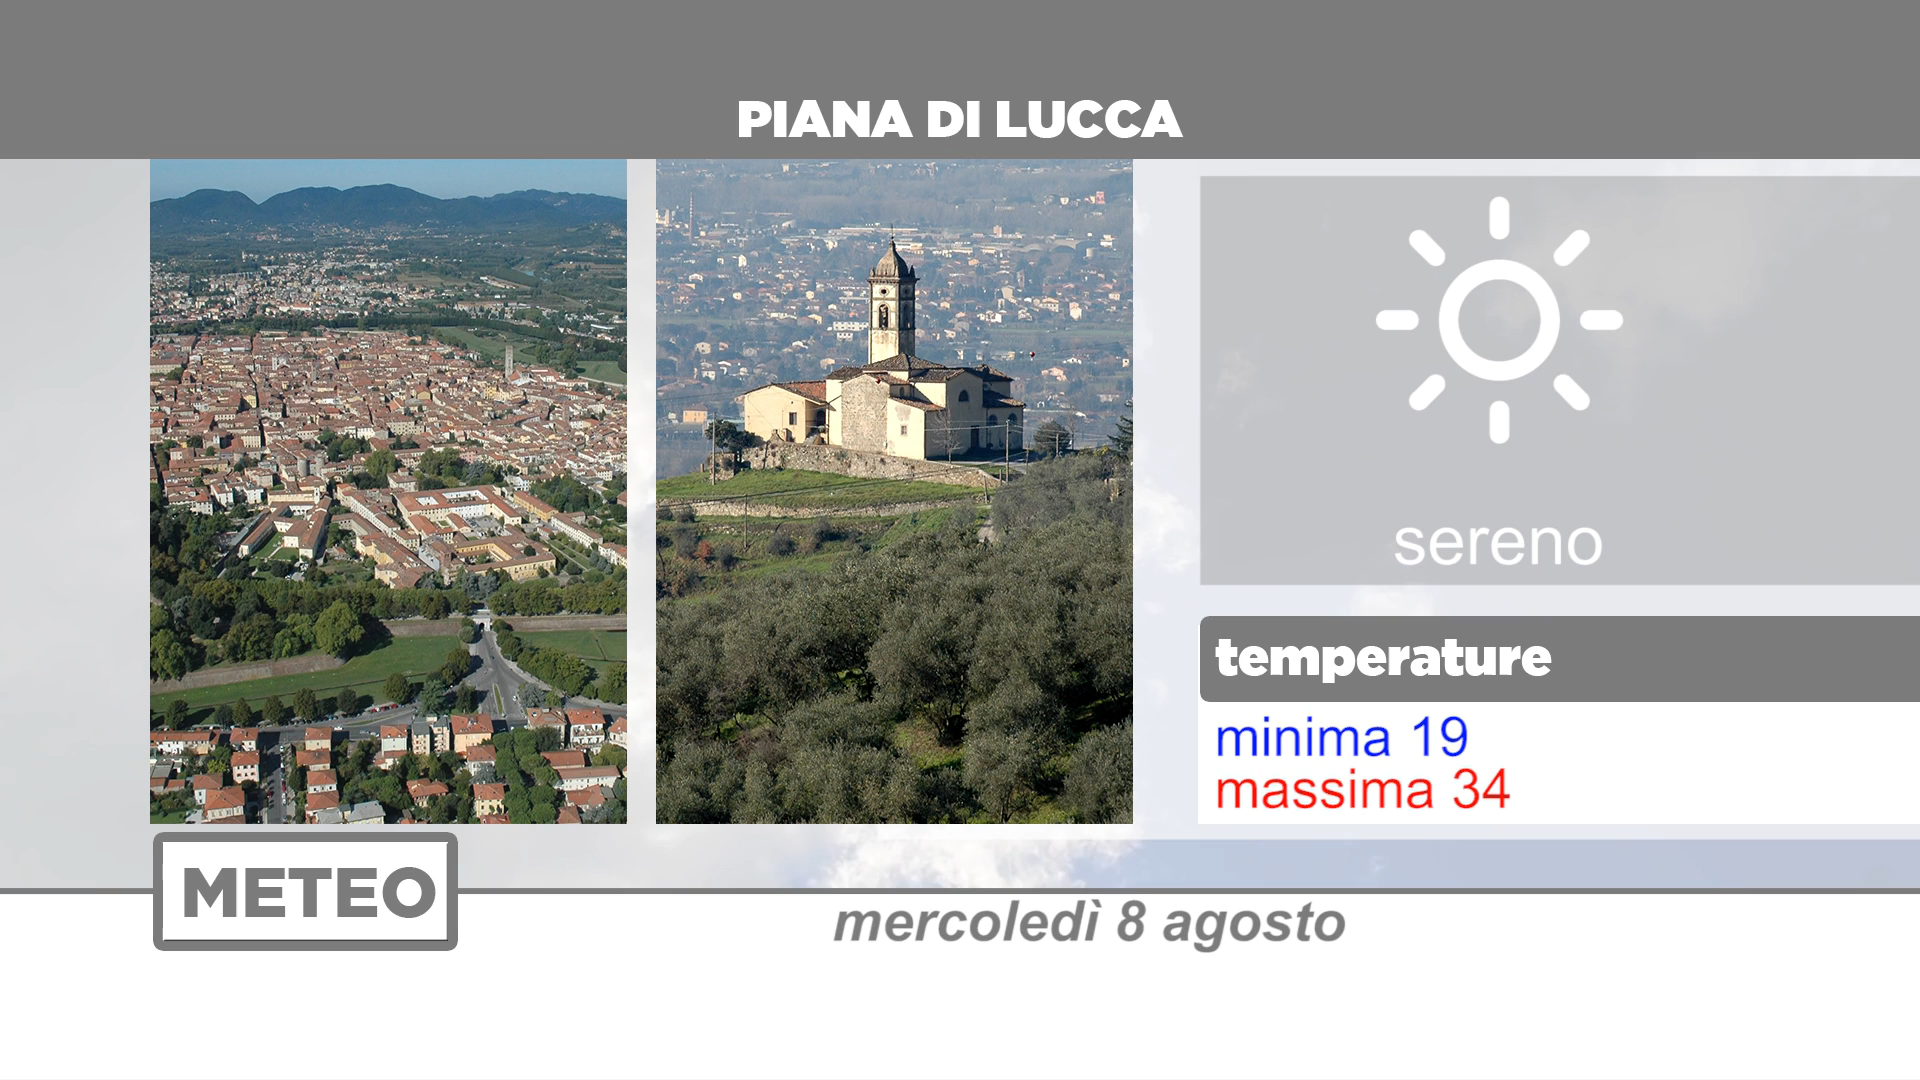 PIANA DI LUCCA
sereno
temperature
minima 19
massima 34
METEO
mercoledì 8 agosto